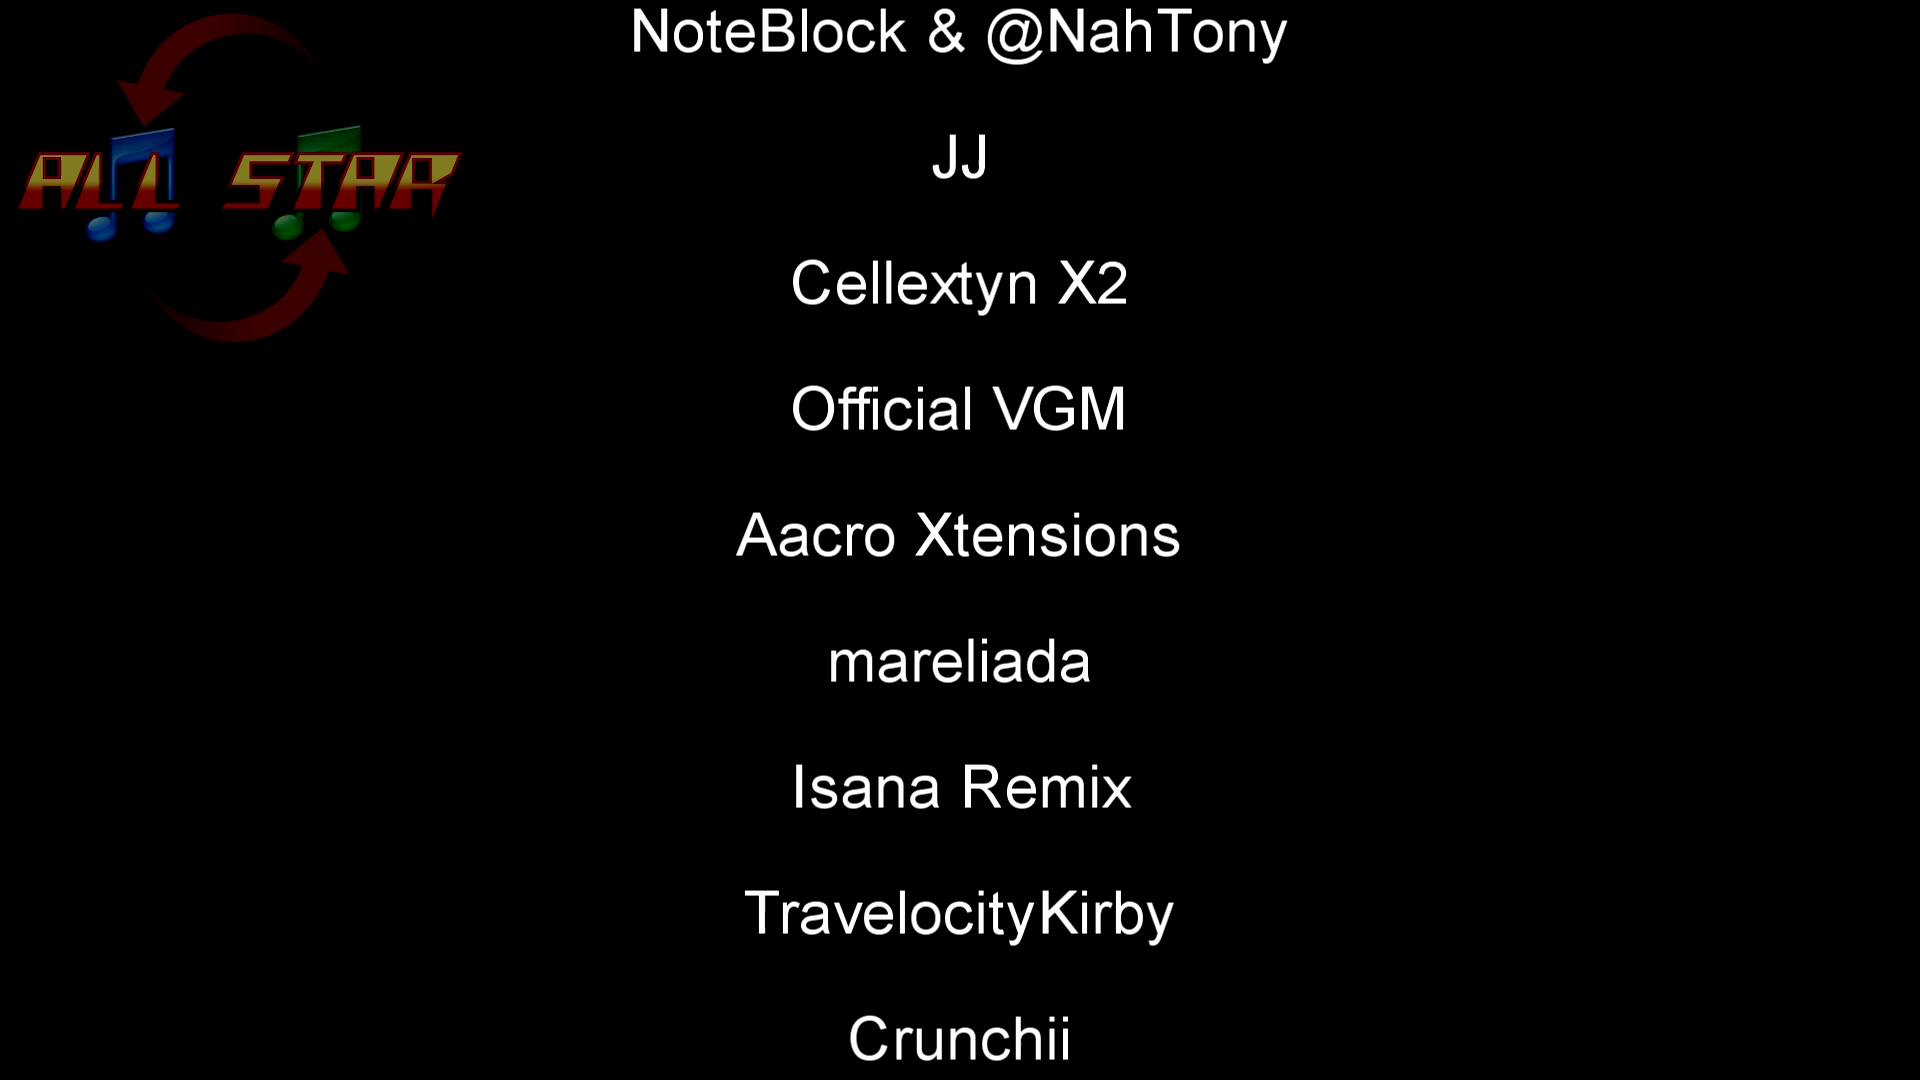 NoteBlock & @NahTony
ALL STAR
JJ
Cellextyn X2
Official VGM
Aacro Xtensions
mareliada
Isana Remix
TravelocityKirby
Crunchii